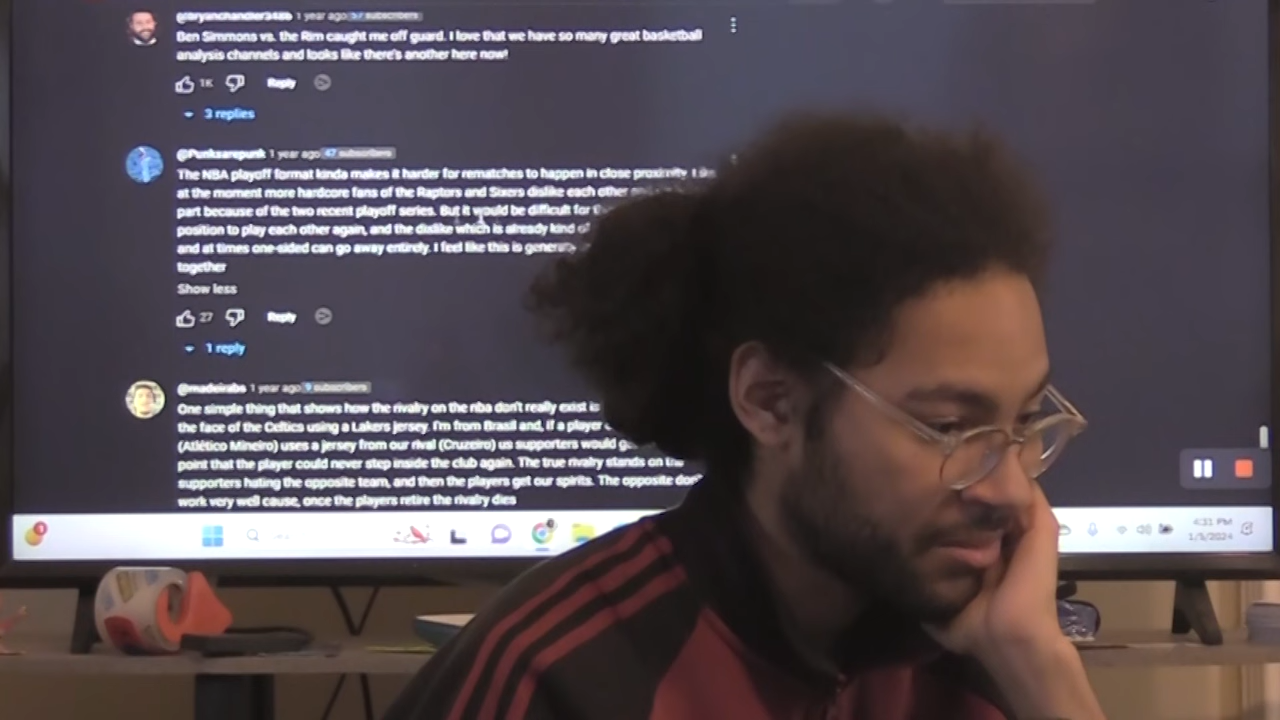 @bryanchandler3486 1 year ago 57 subscribers
Ben Simmons vs. the Rim caught me off guard. I love that we have so many great basketball
analysis channels and looks like there's another here now!
1K Reply
3 replies
@Punksarepunk 1 year ago 47 subscribers
The NBA playoff format kinda makes it harder for rematches to happen in close proximity. Like
at the moment more hardcore fans of the Raptors and Sixers dislike each other
part because of the two recent playoff series. But it would be difficult for
position to play each other again, and the dislike which is already kind of
and at times one-sided can go away entirely. I feel like this is
together
Show less
27 Reply
1 reply
@madeirabs 1 year ago 9 subscribers
One simple thing that shows how the rivalry on the nba don't really exist is
the face of the Celtics using a Lakers jersey. I'm from Brasil and, if a player
(Atlético Mineiro) uses a jersey from our rival (Cruzeiro) us supporters would
point that the player could never step inside the club again. The true rivalry stands on the
supporters hating the opposite team, and then the players get our spirits. The opposite don't
work very well cause, once the players retire the rivalry dies
4:31 PM
1/5/2024